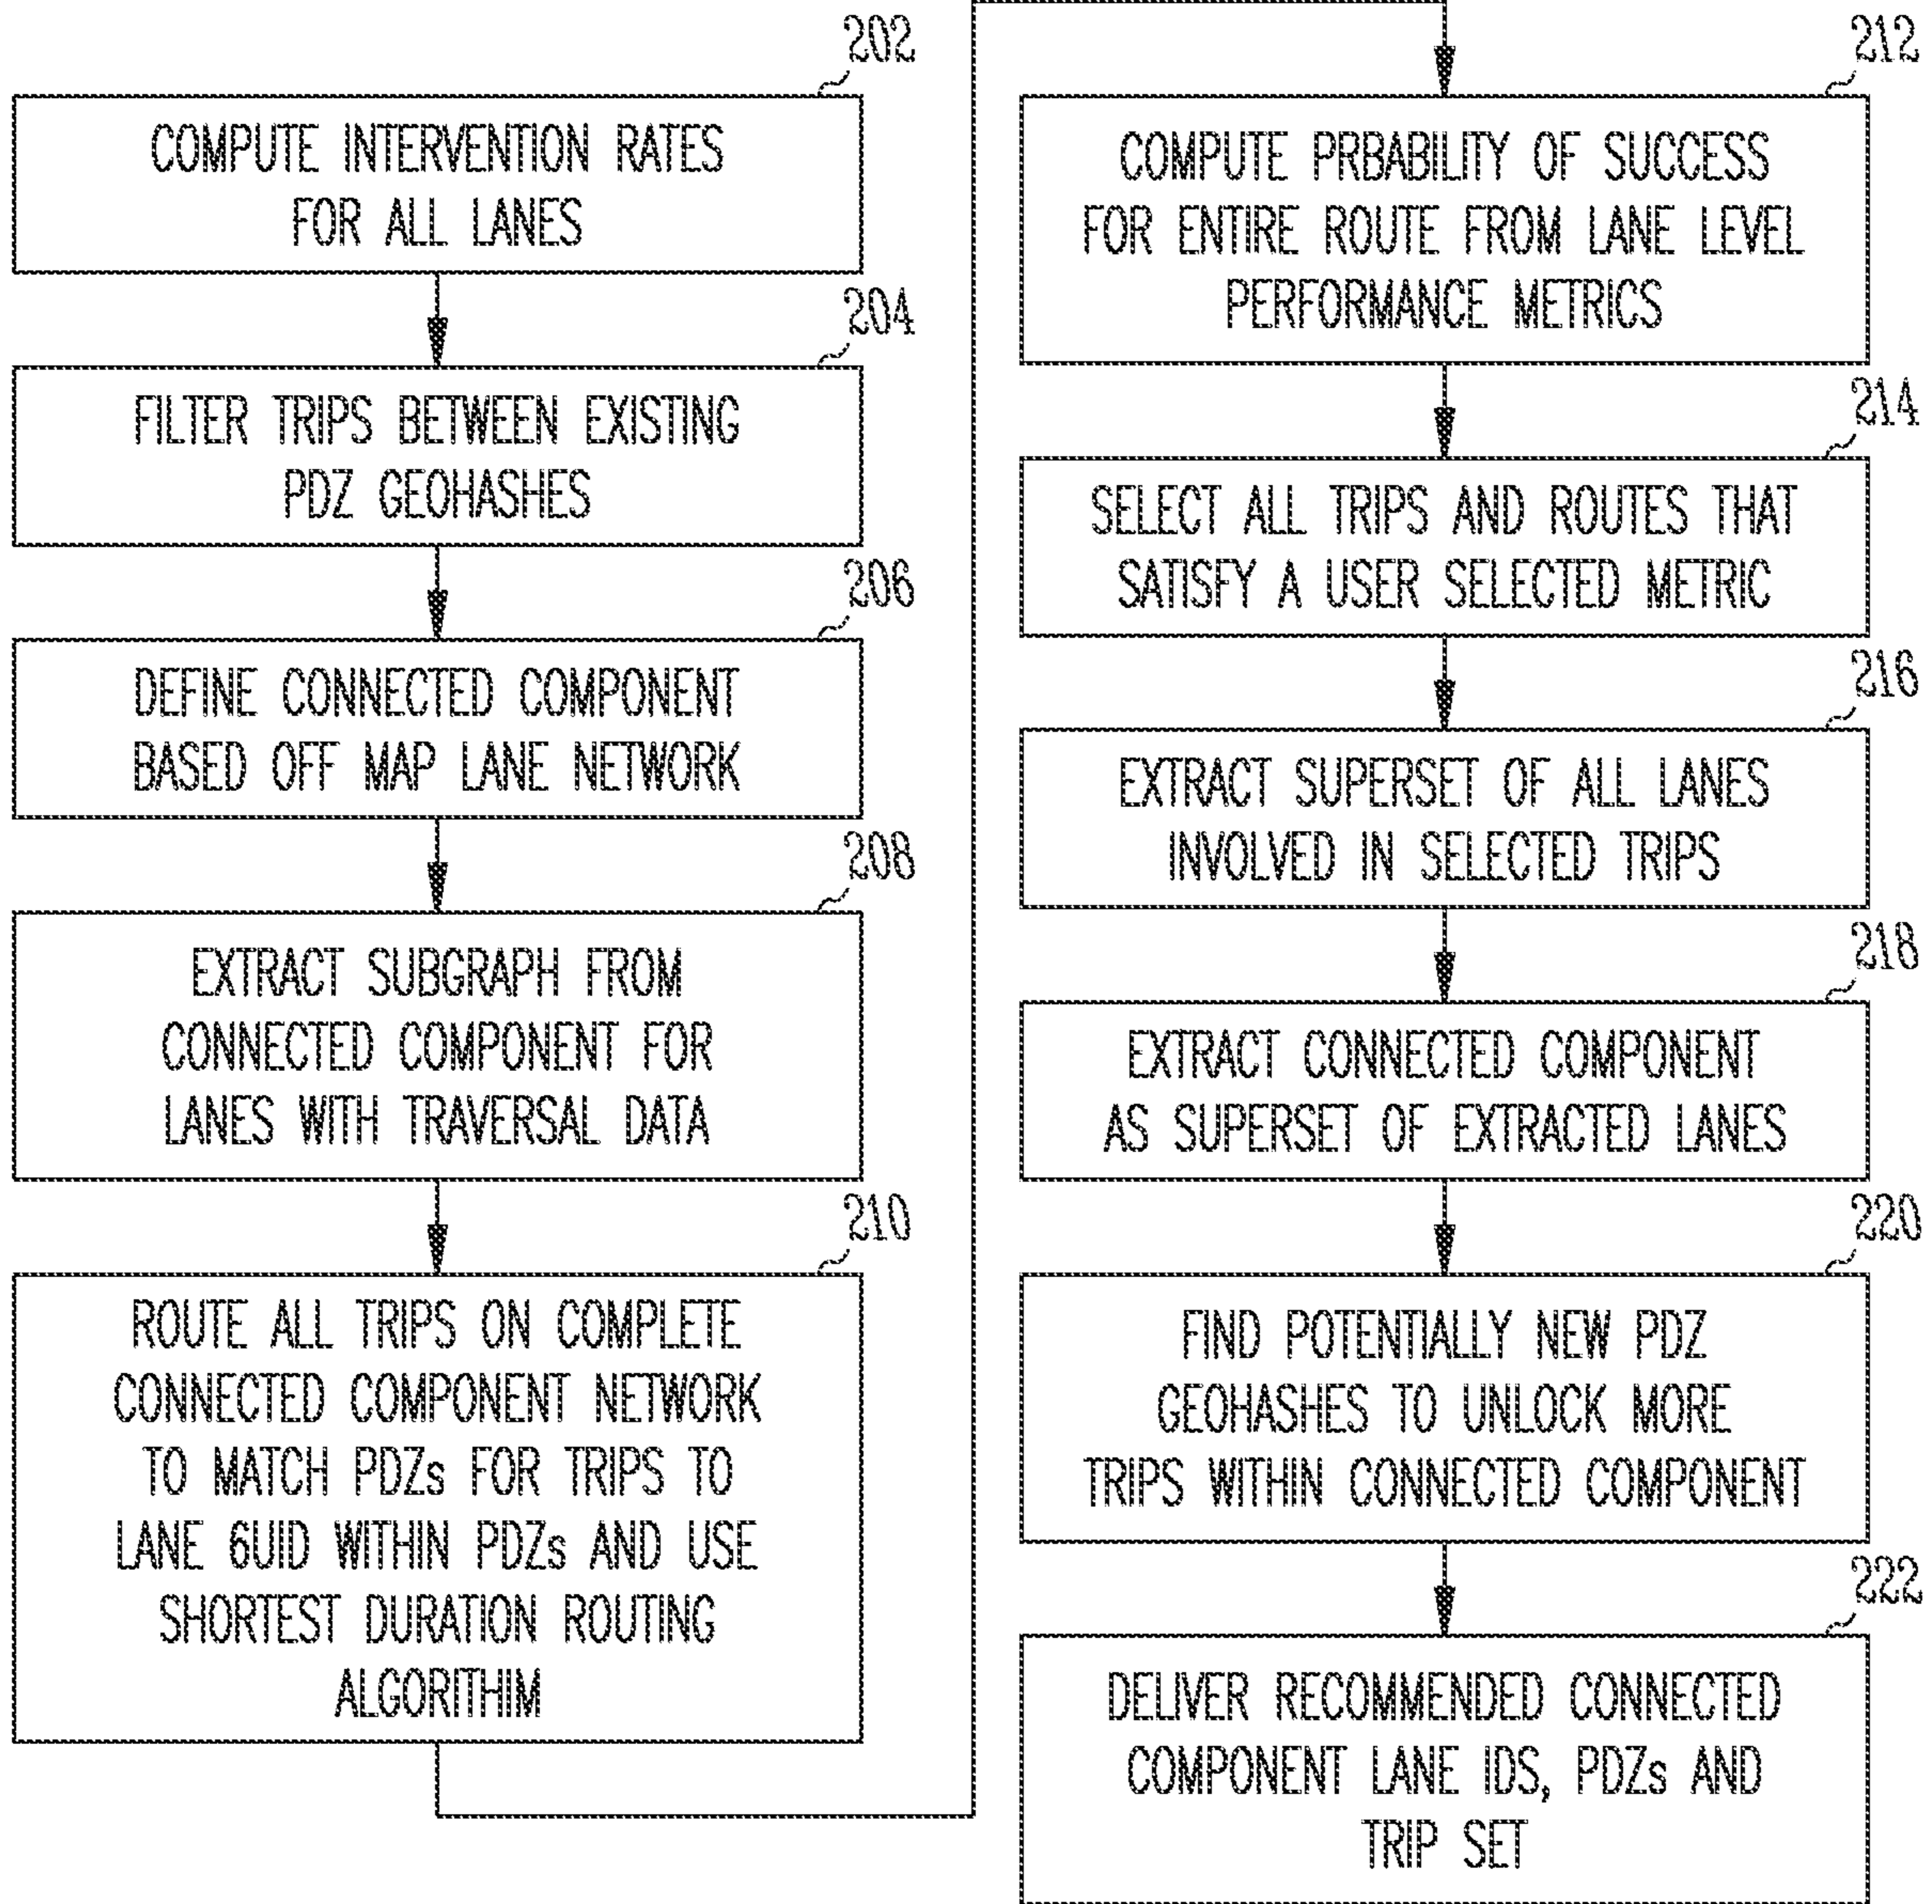 202
COMPUTE INTERVENTION RATES
FOR ALL LANES
204
FILTER TRIPS BETWEEN EXISTING
PDZ GEOHASHES
206
DEFINE CONNECTED COMPONENT
BASED OFF MAP LANE NETWORK
208
EXTRACT SUBGRAPH FROM
CONNECTED COMPONENT FOR
LANES WITH TRAVERSAL DATA
210
ROUTE ALL TRIPS ON COMPLETE
CONNECTED COMPONENT NETWORK
TO MATCH PDZs FOR TRIPS TO
LANE 6UID WITHIN PDZs AND USE
SHORTEST DURATION ROUTING
ALGORITHIM
212
COMPUTE PRBABILITY OF SUCCESS
FOR ENTIRE ROUTE FROM LANE LEVEL
PERFORMANCE METRICS
214
SELECT ALL TRIPS AND ROUTES THAT
SATISFY A USER SELECTED METRIC
216
EXTRACT SUPERSET OF ALL LANES
INVOLVED IN SELECTED TRIPS
218
EXTRACT CONNECTED COMPONENT
AS SUPERSET OF EXTRACTED LANES
220
FIND POTENTIALLY NEW PDZ
GEOHASHES TO UNLOCK MORE
TRIPS WITHIN CONNECTED COMPONENT
222
DELIVER RECOMMENDED CONNECTED
COMPONENT LANE IDS, PDZs AND
TRIP SET